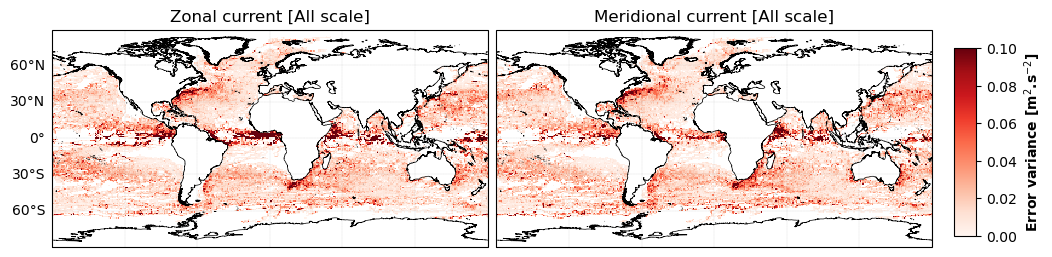 Zonal current [All scale]
Meridional current [All scale]
60°N
30°N
0°
30°S
60°S
0.10
0.08
0.06
0.04
0.02
0.00
Error variance [m².s⁻²]